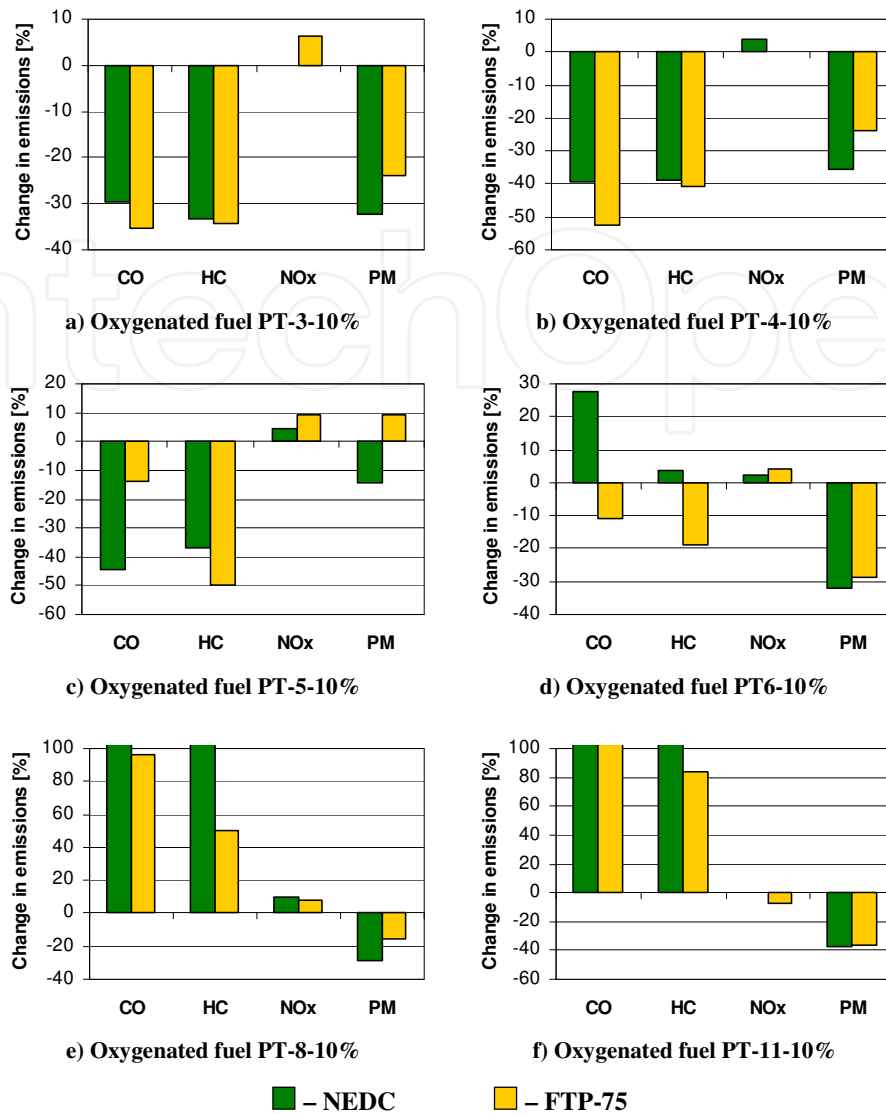 Change in emissions [%]
10
0
-10
-20
-30
-40
CO HC NOx PM
a) Oxygenated fuel PT-3-10%
Change in emissions [%]
10
0
-10
-20
-30
-40
-50
-60
CO HC NOx PM
b) Oxygenated fuel PT-4-10%
Change in emissions [%]
20
10
0
-10
-20
-30
-40
-50
-60
CO HC NOx PM
c) Oxygenated fuel PT-5-10%
Change in emissions [%]
30
20
10
0
-10
-20
-30
-40
CO HC NOx PM
d) Oxygenated fuel PT6-10%
Change in emissions [%]
100
80
60
40
20
0
-20
-40
CO HC NOx PM
e) Oxygenated fuel PT-8-10%
Change in emissions [%]
100
80
60
40
20
0
-20
-40
-60
CO HC NOx PM
f) Oxygenated fuel PT-11-10%
– NEDC – FTP-75
ntechOpe